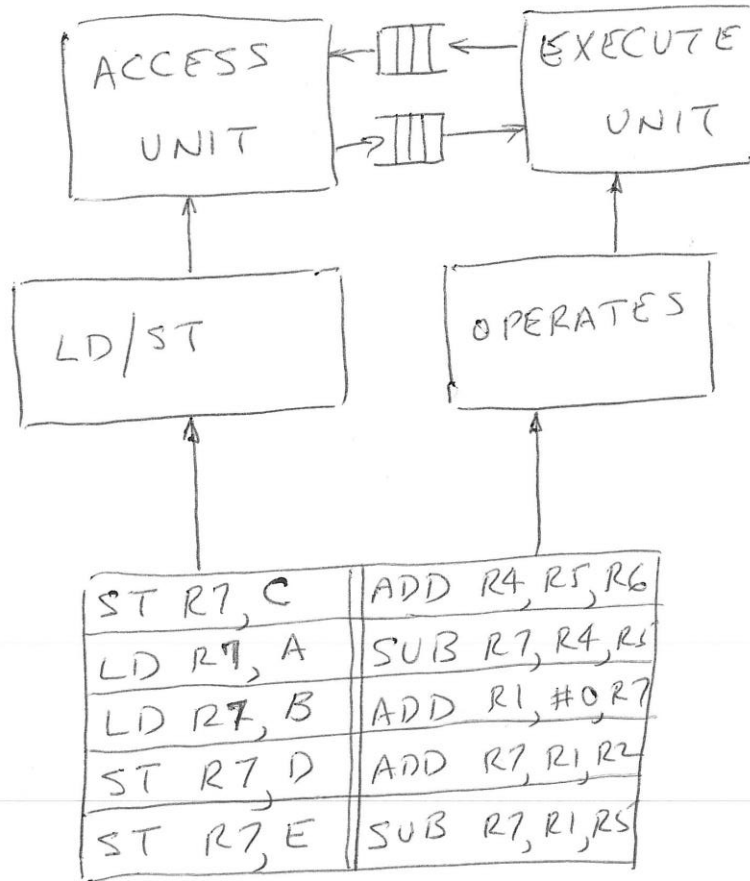 ACCESS
UNIT
EXECUTE
UNIT
LD/ST
OPERATES
ST R7, C ADD R4, R5, R6
LD R7, A SUB R7, R4, R5
LD R7, B ADD R1, #0, R7
ST R7, D ADD R7, R1, R2
ST R7, E SUB R7, R1, R5